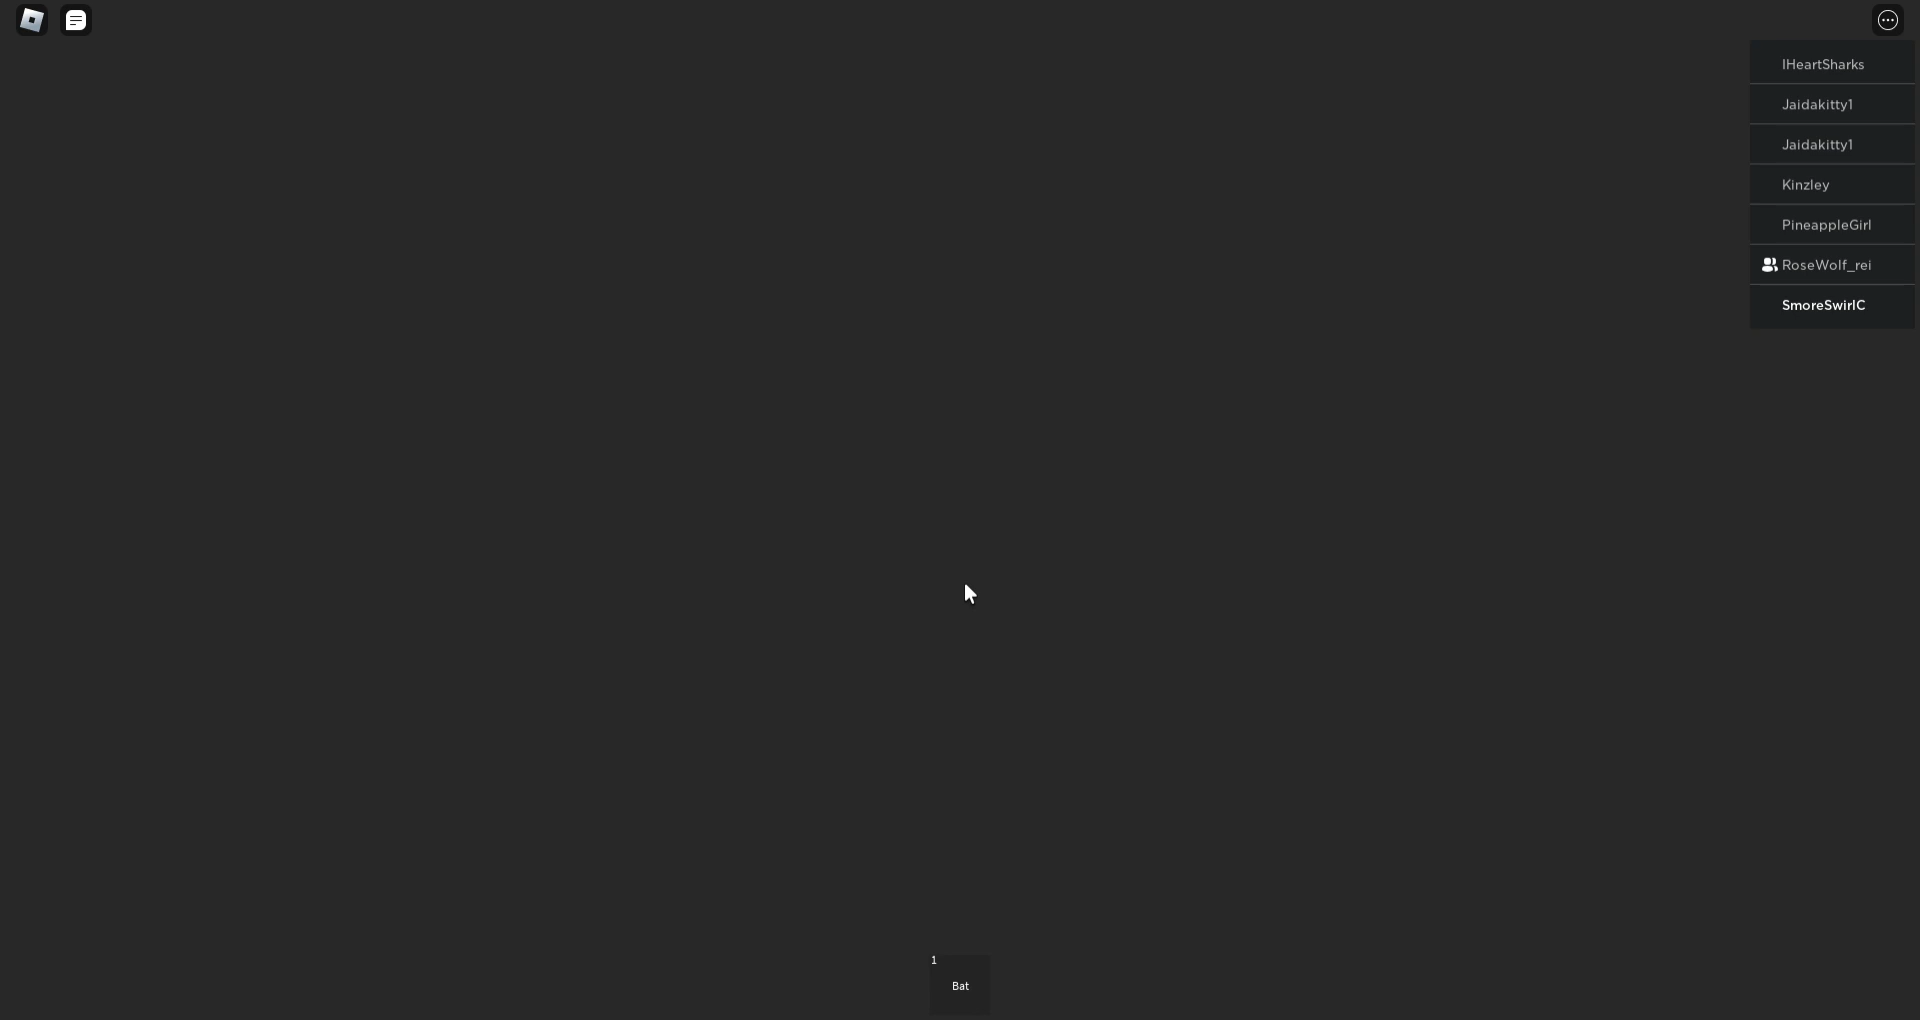 IHeartSharks
Jaidakitty1
Jaidakitty1
Kinzley
PineappleGirl
RoseWolf_rei
SmoreSwirlC
1
Bat